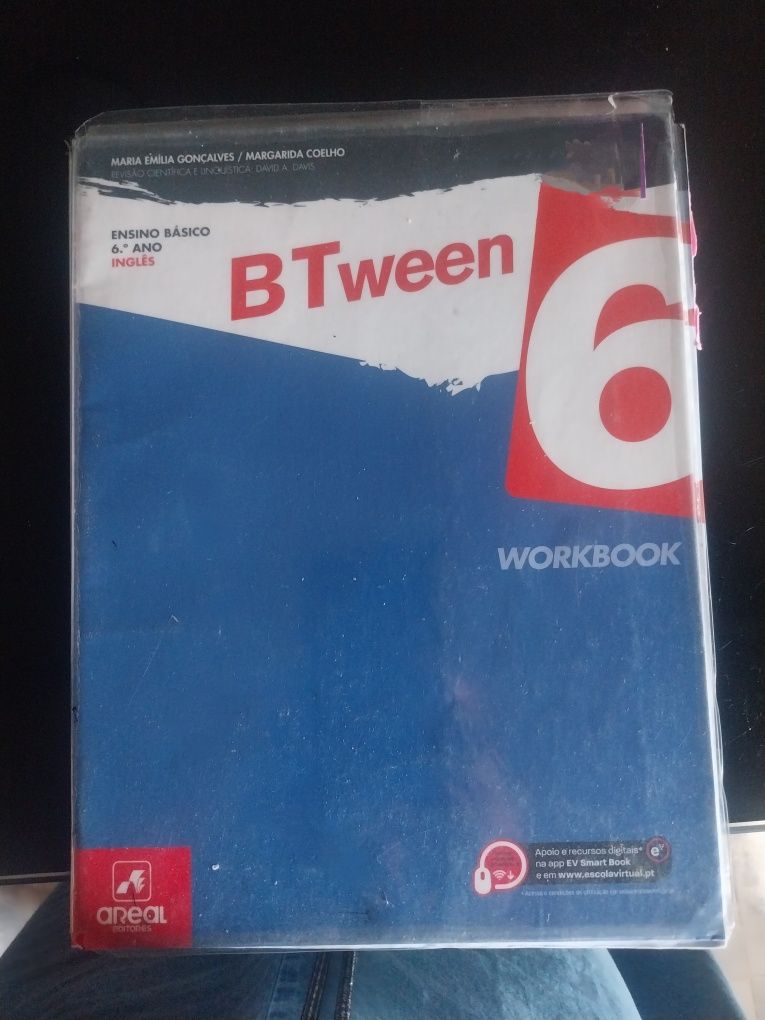 MARIA EMÍLIA GONÇALVES / MARGARIDA COELHO
REVISÃO CIENTÍFICA E LINGUÍSTICA: DAVID A. DAVIS
ENSINO BÁSICO
6.º ANO
INGLÊS
BTween
6
WORKBOOK
Apoio e recursos digitais*
na app EV Smart Book
e em www.escolavirtual.pt
eV
areal
EDITORES